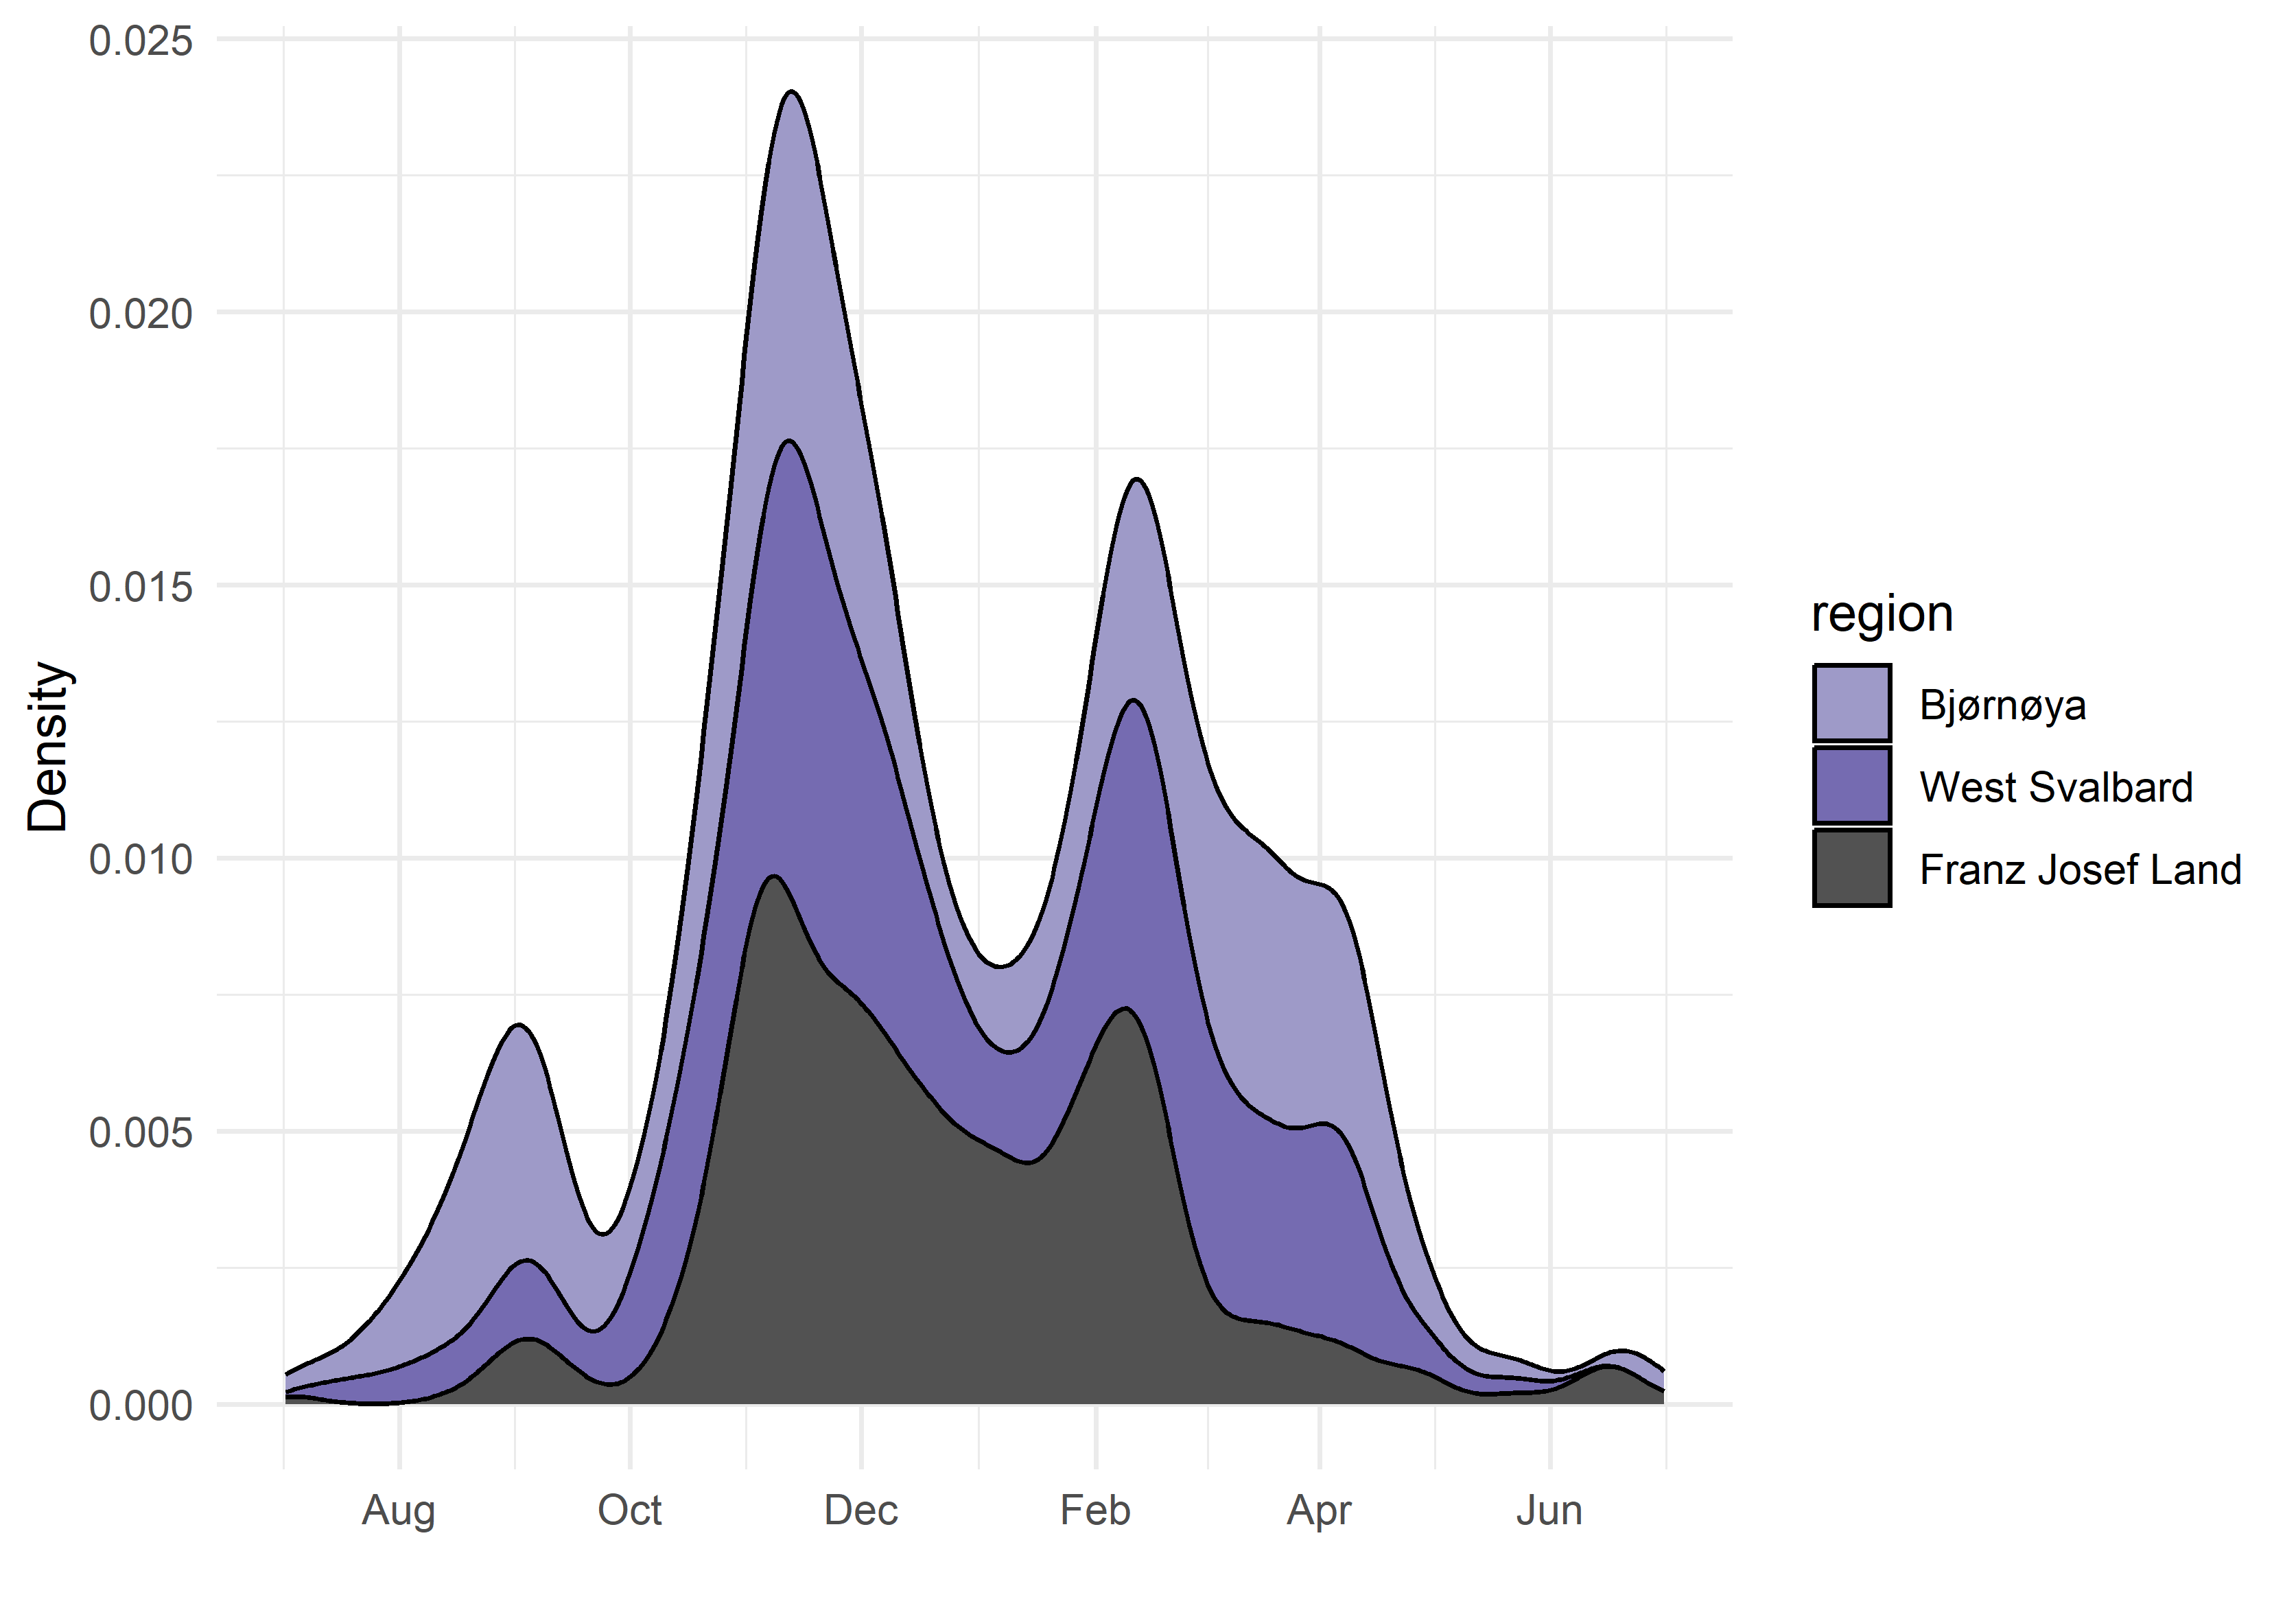 0.025
0.020
0.015
0.010
0.005
0.000
Density
Aug Oct Dec Feb Apr Jun
region
Bjørnøya
West Svalbard
Franz Josef Land